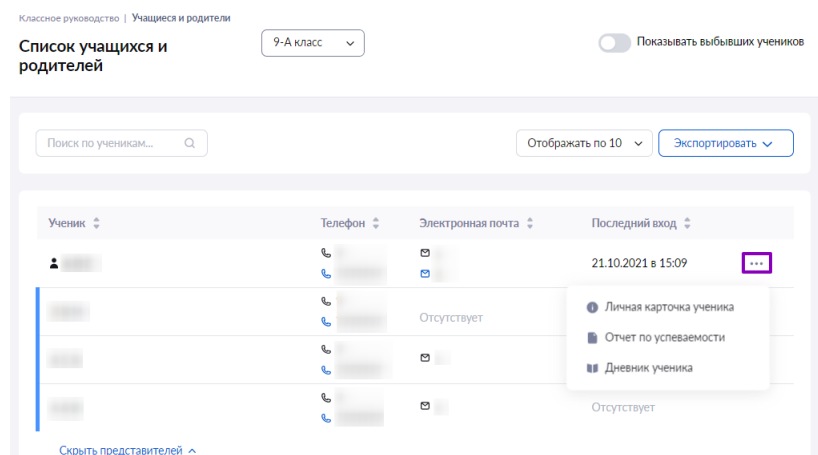 Классное руководство | Учащиеся и родители
Список учащихся и родителей
9-А класс
Показывать выбывших учеников
Поиск по ученикам...
Отображать по 10
Экспортировать
Ученик
Телефон
Электронная почта
Последний вход
21.10.2021 в 15:09
...
Личная карточка ученика
Отсутствует
Отчет по успеваемости
Дневник ученика
Отсутствует
Скрыть представителей